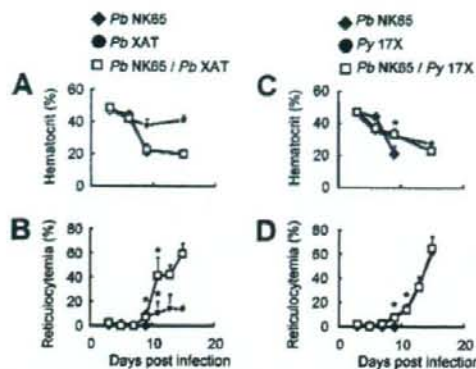 Pb NK65
Pb XAT
Pb NK65 / Pb XAT
A
Hematocrit (%)
60
40
20
0
B
Reticulocytemia (%)
80
60
40
20
0
*
*
*
*
0 10 20
Days post infection
Pb NK65
Py 17X
Pb NK65 / Py 17X
C
Hematocrit (%)
60
40
20
0
*
D
Reticulocytemia (%)
80
60
40
20
0
*
*
0 10 20
Days post infection